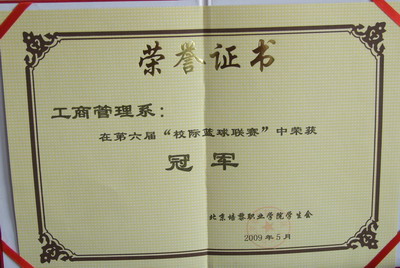 荣誉证书
工商管理系：
在第六届“校际篮球联赛”中荣获
冠军
北京培黎职业学院学生会
2009年5月